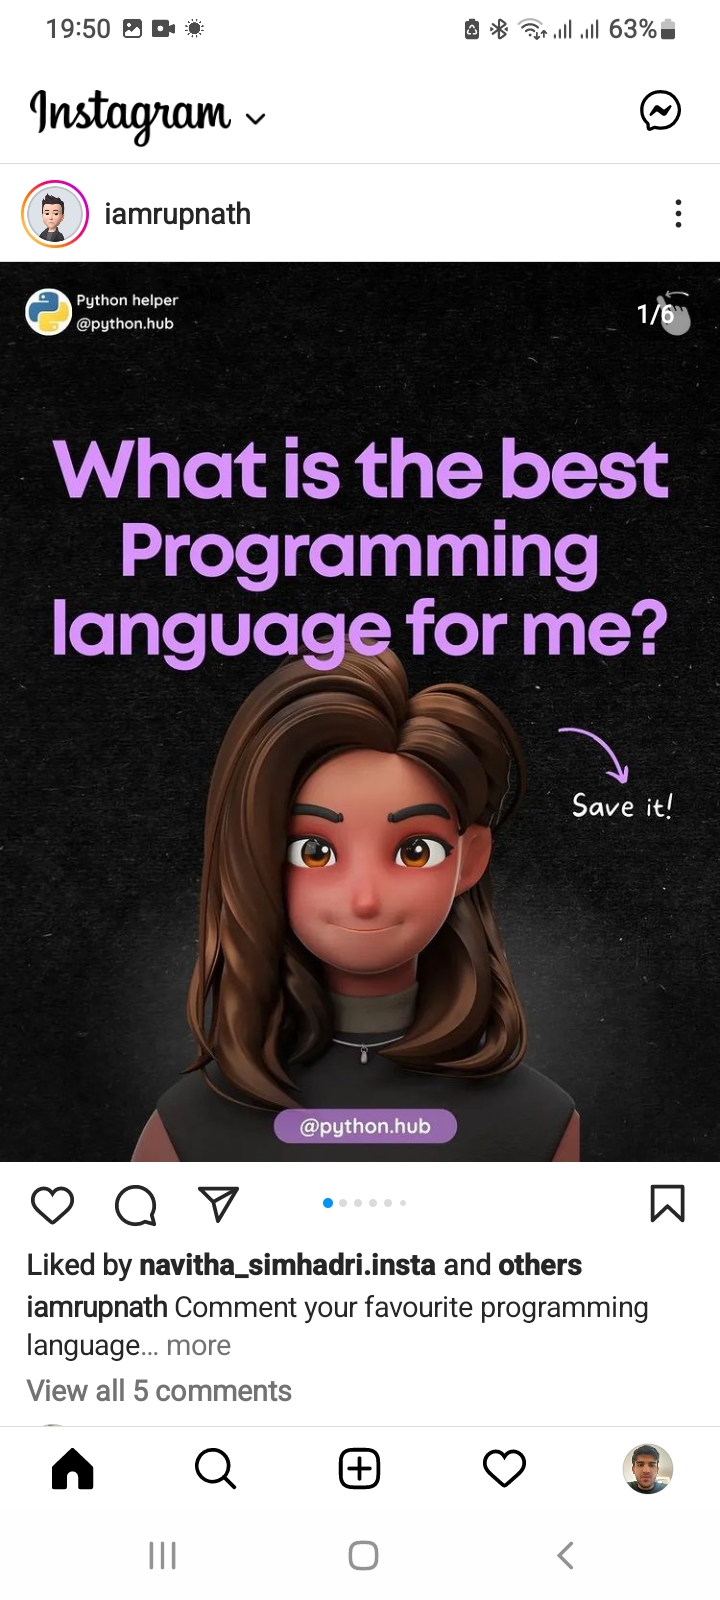 19:50
63%
Instagram
iamrupnath
Python helper
@python.hub
1/6
What is the best
Programming
language for me?
Save it!
@python.hub
Liked by navitha_simhadri.insta and others
iamrupnath Comment your favourite programming
language... more
View all 5 comments